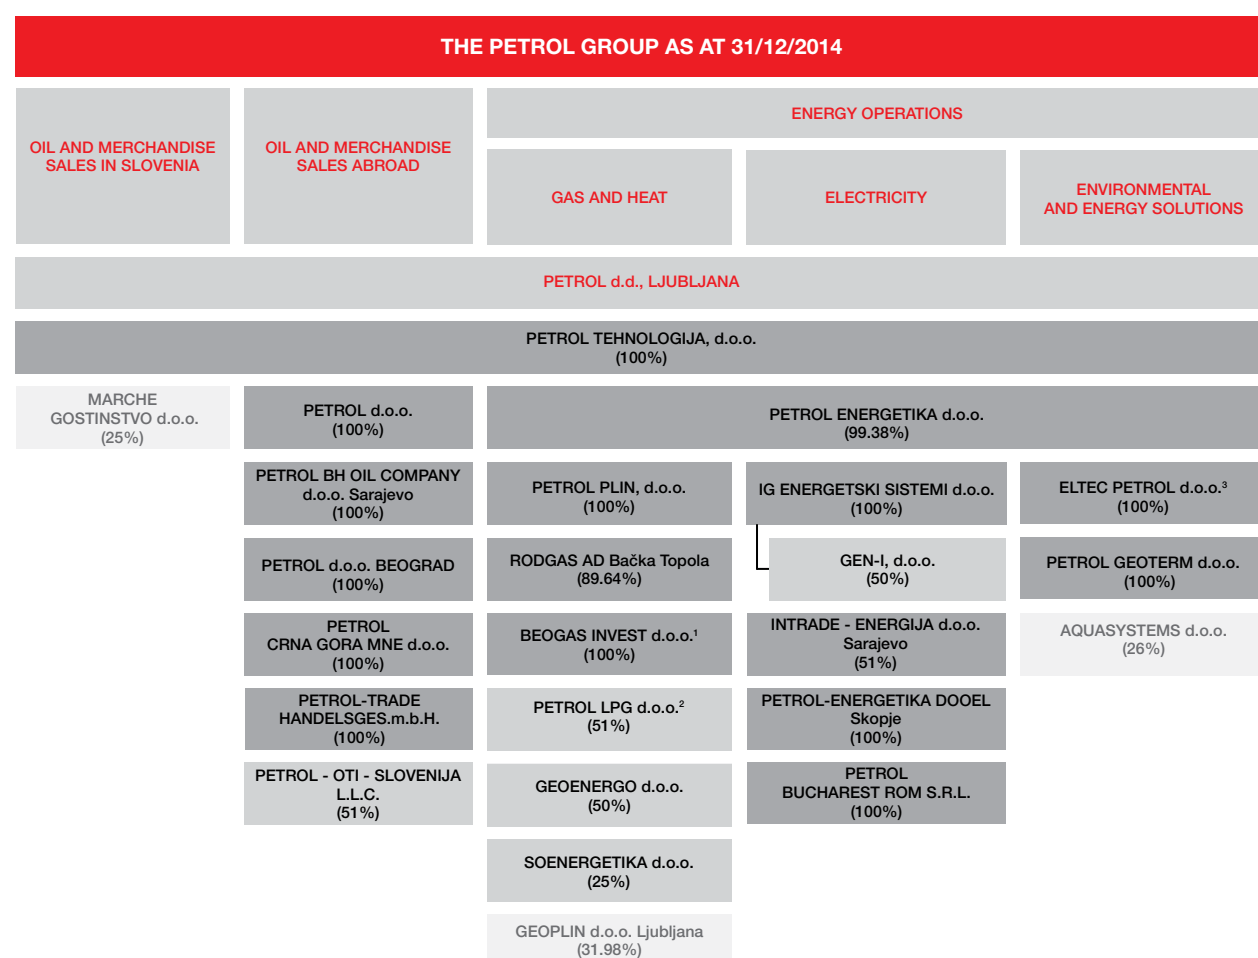 THE PETROL GROUP AS AT 31/12/2014
OIL AND MERCHANDISE
SALES IN SLOVENIA
OIL AND MERCHANDISE
SALES ABROAD
ENERGY OPERATIONS
GAS AND HEAT
ELECTRICITY
ENVIRONMENTAL
AND ENERGY SOLUTIONS
PETROL d.d., LJUBLJANA
PETROL TEHNOLOGIJA, d.o.o.
(100%)
MARCHE
GOSTINSTVO d.o.o.
(25%)
PETROL d.o.o.
(100%)
PETROL BH OIL COMPANY
d.o.o. Sarajevo
(100%)
PETROL d.o.o. BEOGRAD
(100%)
PETROL
CRNA GORA MNE d.o.o.
(100%)
PETROL-TRADE
HANDELSGES.m.b.H.
(100%)
PETROL - OTI - SLOVENIJA
L.L.C.
(51%)
PETROL ENERGETIKA d.o.o.
(99.38%)
PETROL PLIN, d.o.o.
(100%)
RODGAS AD Bačka Topola
(89.64%)
BEOGAS INVEST d.o.o.¹
(100%)
PETROL LPG d.o.o.²
(51%)
GEOENERGO d.o.o.
(50%)
SOENERGETIKA d.o.o.
(25%)
GEOPLIN d.o.o. Ljubljana
(31.98%)
IG ENERGETSKI SISTEMI d.o.o.
(100%)
GEN-I, d.o.o.
(50%)
INTRADE - ENERGIJA d.o.o.
Sarajevo
(51%)
PETROL-ENERGETIKA DOOEL
Skopje
(100%)
PETROL
BUCHAREST ROM S.R.L.
(100%)
ELTEC PETROL d.o.o.³
(100%)
PETROL GEOTERM d.o.o.
(100%)
AQUASYSTEMS d.o.o.
(26%)